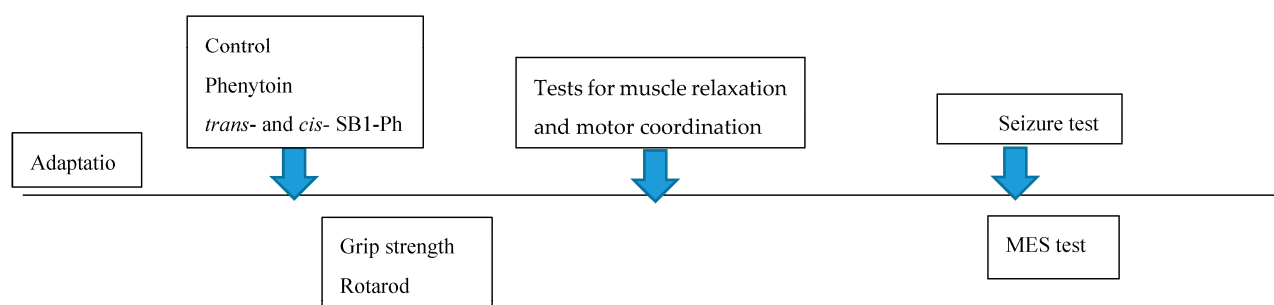 Control
Phenytoin
trans- and cis- SB1-Ph
Adaptatio
Tests for muscle relaxation
and motor coordination
Seizure test
Grip strength
Rotarod
MES test